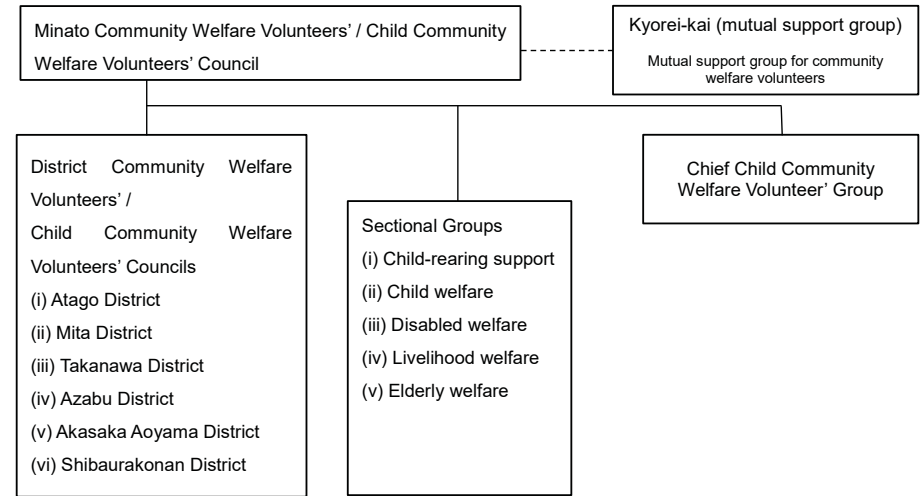 Minato Community Welfare Volunteers’ / Child Community
Welfare Volunteers’ Council
Kyorei-kai (mutual support group)
Mutual support group for community
welfare volunteers
District Community Welfare
Volunteers’ /
Child Community Welfare
Volunteers’ Councils
(i) Atago District
(ii) Mita District
(iii) Takanawa District
(iv) Azabu District
(v) Akasaka Aoyama District
(vi) Shibaurakonan District
Sectional Groups
(i) Child-rearing support
(ii) Child welfare
(iii) Disabled welfare
(iv) Livelihood welfare
(v) Elderly welfare
Chief Child Community
Welfare Volunteer’ Group